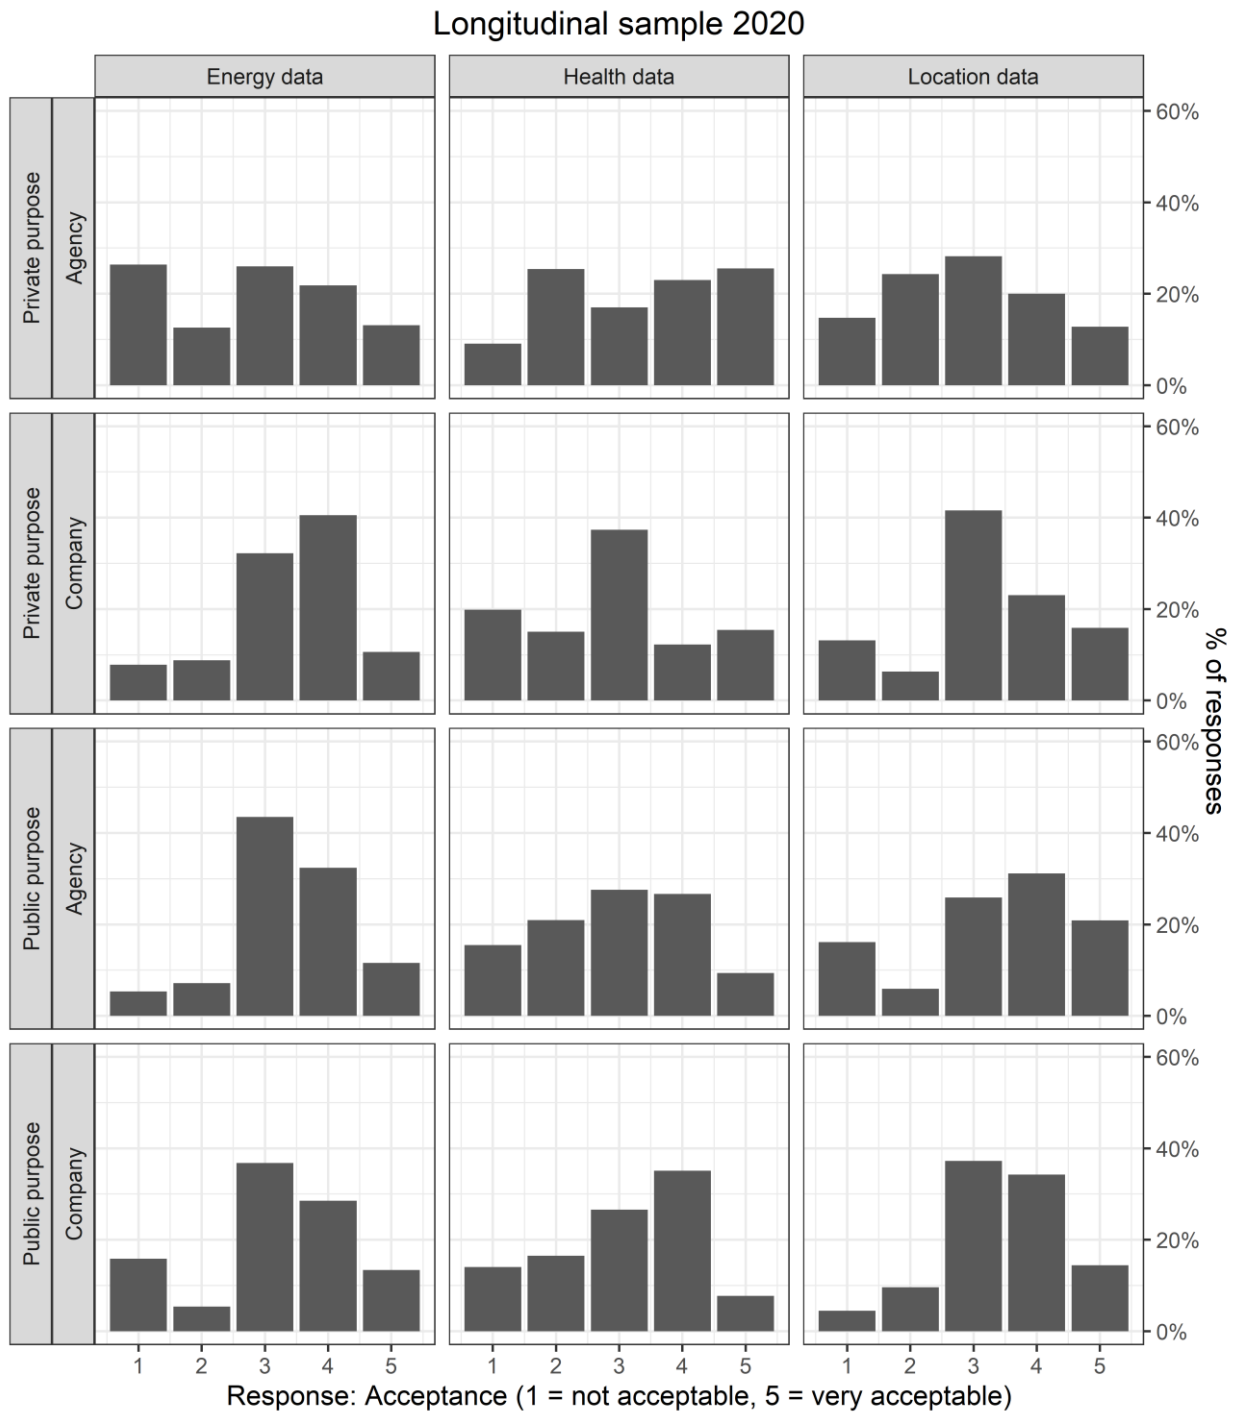 Longitudinal sample 2020
Energy data
Health data
Location data
Private purpose
Agency
60%
40%
20%
0%
Private purpose
Company
60%
40%
20%
0%
Public purpose
Agency
60%
40%
20%
0%
Public purpose
Company
60%
40%
20%
0%
% of responses
1 2 3 4 5 1 2 3 4 5 1 2 3 4 5
Response: Acceptance (1 = not acceptable, 5 = very acceptable)